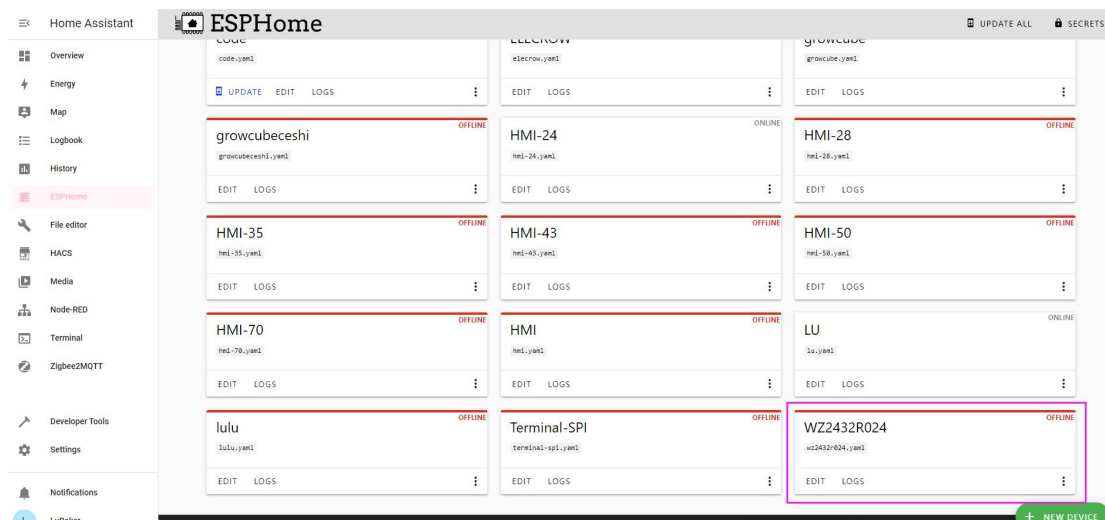 Home Assistant
ESPHome
UPDATE ALL
SECRETS
Overview
Energy
Map
Logbook
History
ESPHome
File editor
HACS
Media
Node-RED
Terminal
Zigbee2MQTT
Developer Tools
Settings
Notifications
code
code.yaml
UPDATE EDIT LOGS
ELECROW
elecrow.yaml
EDIT LOGS
growcube
growcube.yaml
EDIT LOGS
OFFLINE
growcubeceshi
growcubeceshi.yaml
EDIT LOGS
ONLINE
HMI-24
hmi-24.yaml
EDIT LOGS
OFFLINE
HMI-28
hmi-28.yaml
EDIT LOGS
OFFLINE
HMI-35
hmi-35.yaml
EDIT LOGS
OFFLINE
HMI-43
hmi-43.yaml
EDIT LOGS
OFFLINE
HMI-50
hmi-50.yaml
EDIT LOGS
OFFLINE
HMI-70
hmi-70.yaml
EDIT LOGS
OFFLINE
HMI
hmi.yaml
EDIT LOGS
ONLINE
LU
lu.yaml
EDIT LOGS
OFFLINE
lulu
lulu.yaml
EDIT LOGS
OFFLINE
Terminal-SPI
terminal-spi.yaml
EDIT LOGS
OFFLINE
WZ2432R024
wz2432r024.yaml
EDIT LOGS
+ NEW DEVICE